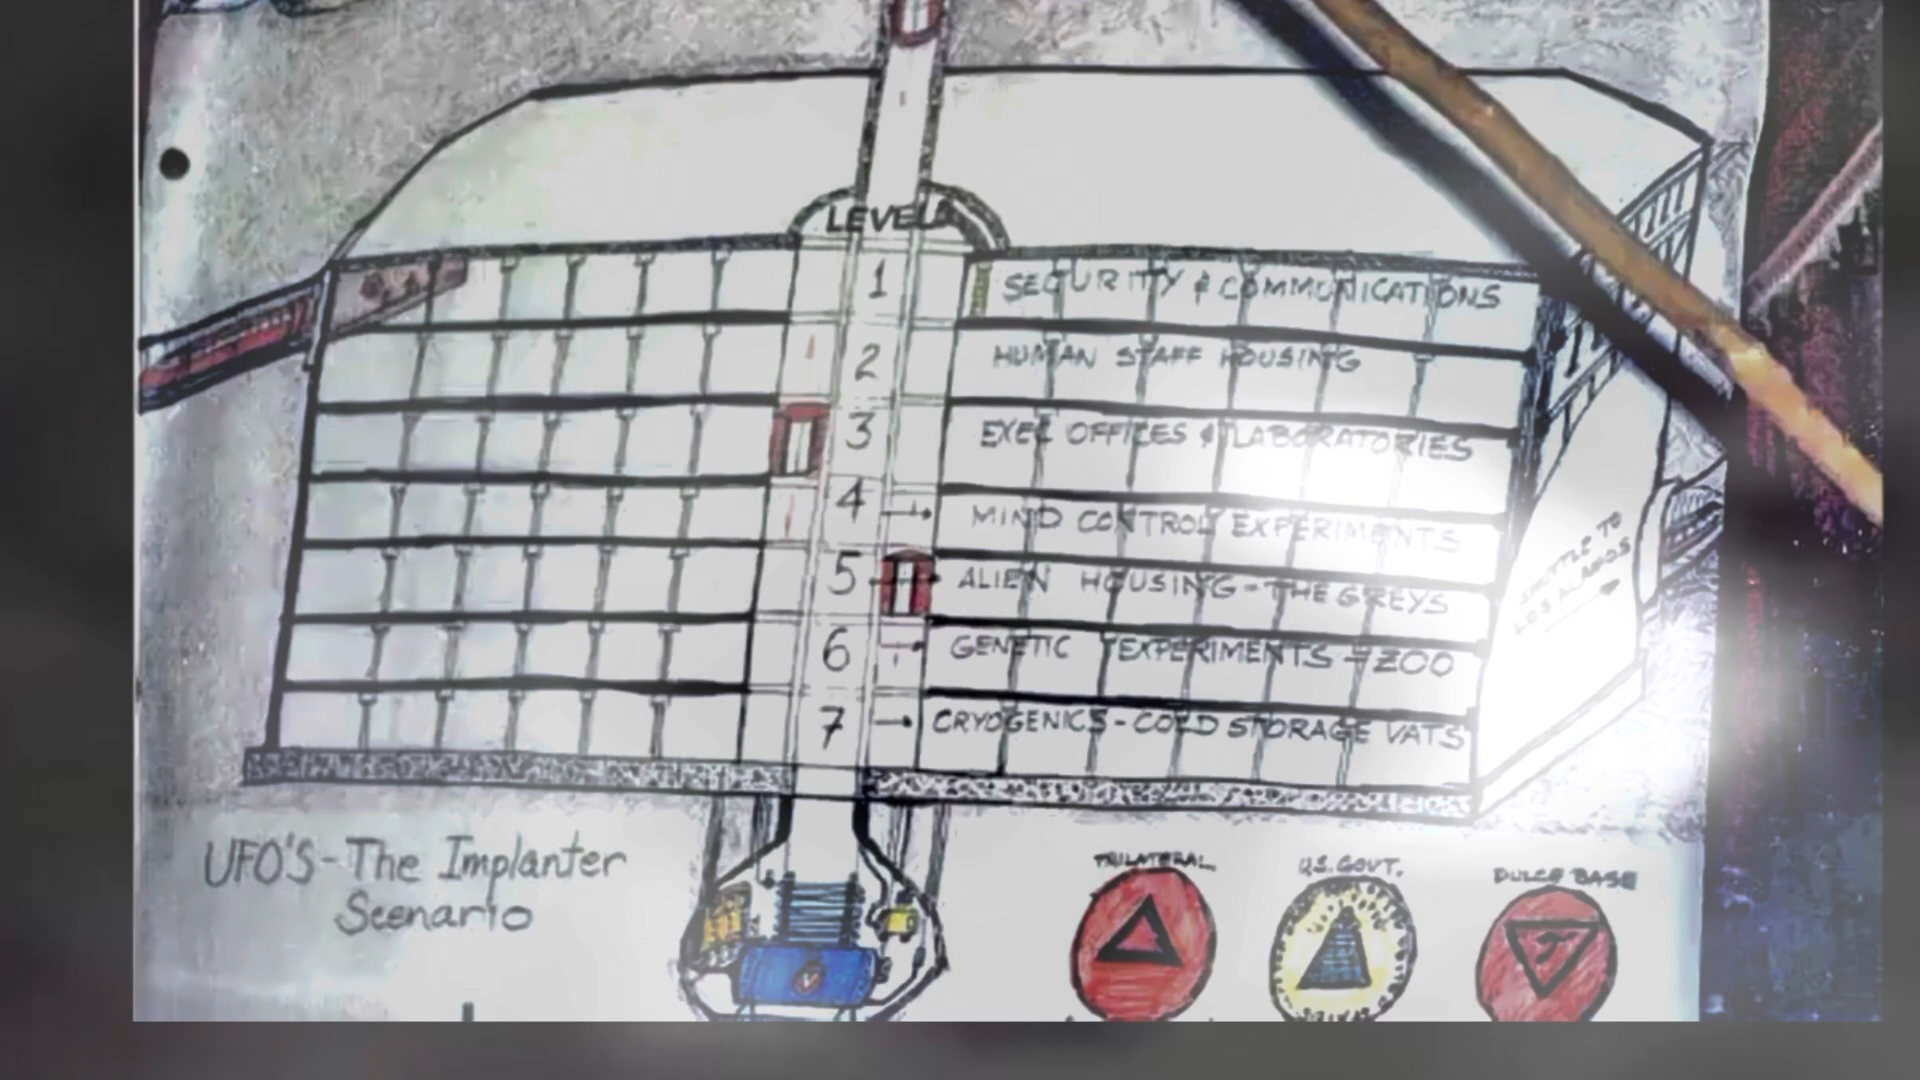 LEVELS
1 SECURITY & COMMUNICATIONS
2 HUMAN STAFF HOUSING
3 EXEC OFFICES & LABORATORIES
4 MIND CONTROL EXPERIMENTS
5 ALIEN HOUSING - THE GREYS
6 GENETIC EXPERIMENTS - ZOO
7 CRYOGENICS - COLD STORAGE VATS
SHUTTLE TO
LOS ALAMOS
UFO'S - The Implanter
Scenario
TRILATERAL
U.S. GOVT.
DULCE BASE